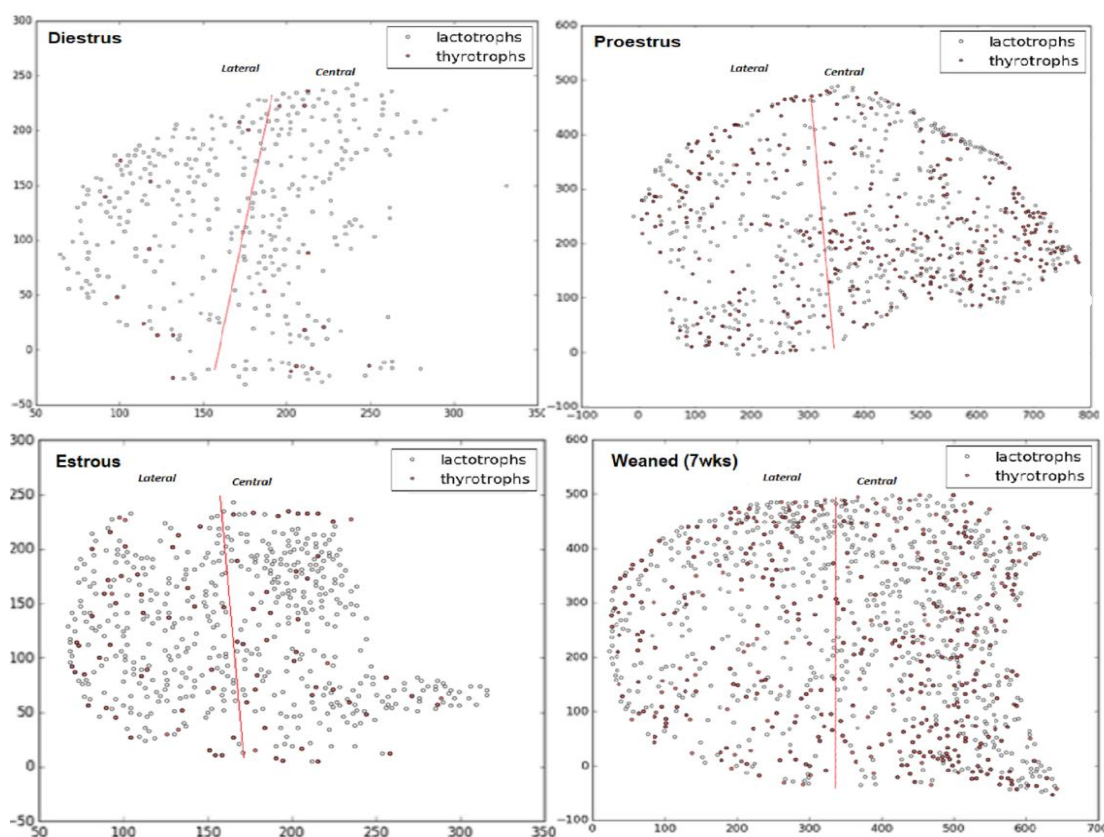 Diestrus
lactotrophs
thyrotrophs
Lateral Central
300
250
200
150
100
50
0
−50
50 100 150 200 250 300 350
Proestrus
lactotrophs
thyrotrophs
Lateral Central
600
500
400
300
200
100
0
−100
−100 0 100 200 300 400 500 600 700 800
Estrous
lactotrophs
thyrotrophs
Lateral Central
300
250
200
150
100
50
0
−50
50 100 150 200 250 300 350
Weaned (7wks)
lactotrophs
thyrotrophs
Lateral Central
600
500
400
300
200
100
0
−100
0 100 200 300 400 500 600 700